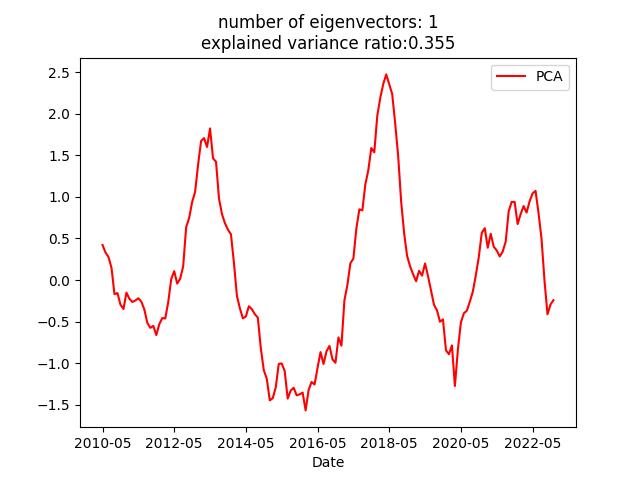 number of eigenvectors: 1
explained variance ratio:0.355
PCA
2.5
2.0
1.5
1.0
0.5
0.0
−0.5
−1.0
−1.5
2010-05 2012-05 2014-05 2016-05 2018-05 2020-05 2022-05
Date